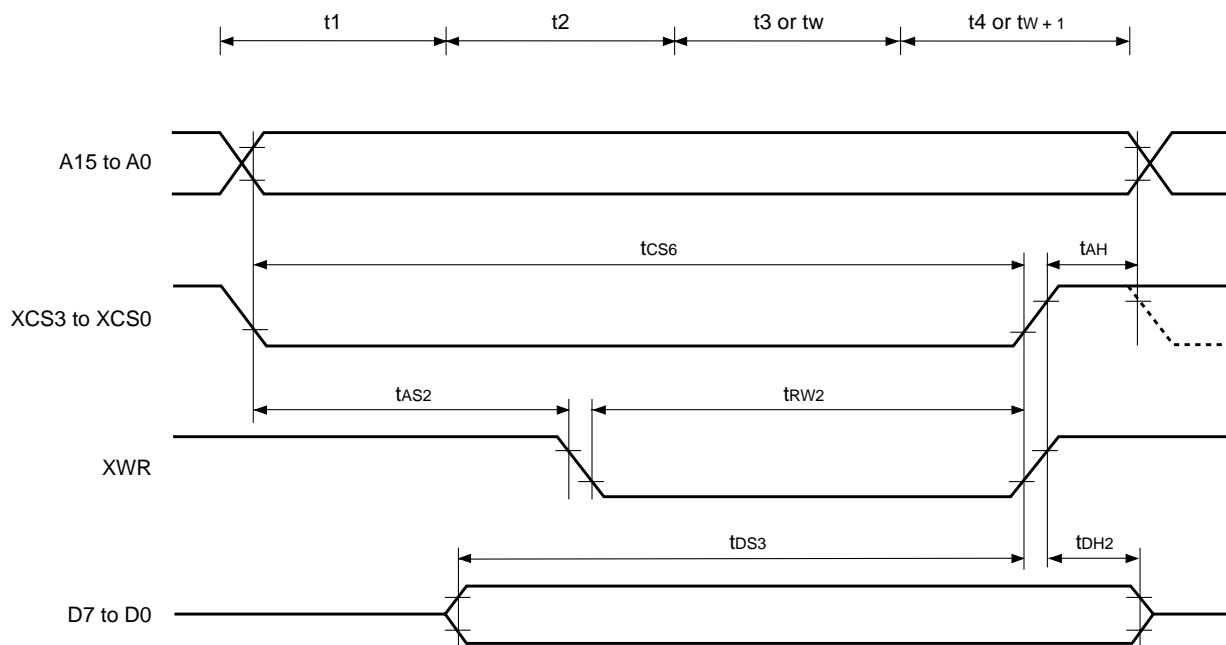 t1 t2 t3 or tw t4 or tw + 1
A15 to A0
tCS6 tAH
XCS3 to XCS0
tAS2 tRW2
XWR
tDS3 tDH2
D7 to D0